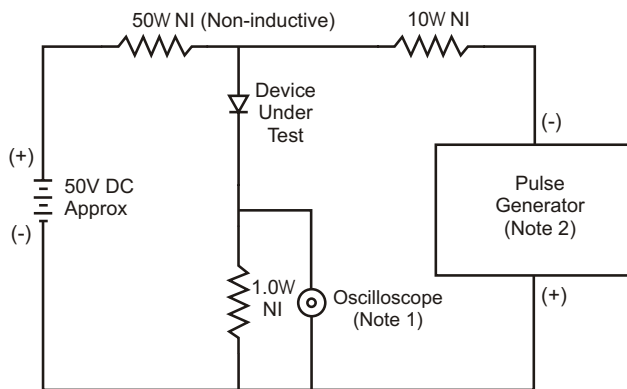 50W NI (Non-inductive)
10W NI
Device
Under
Test
(+)
50V DC
Approx
(-)
(-)
Pulse
Generator
(Note 2)
(+)
1.0W
NI
Oscilloscope
(Note 1)